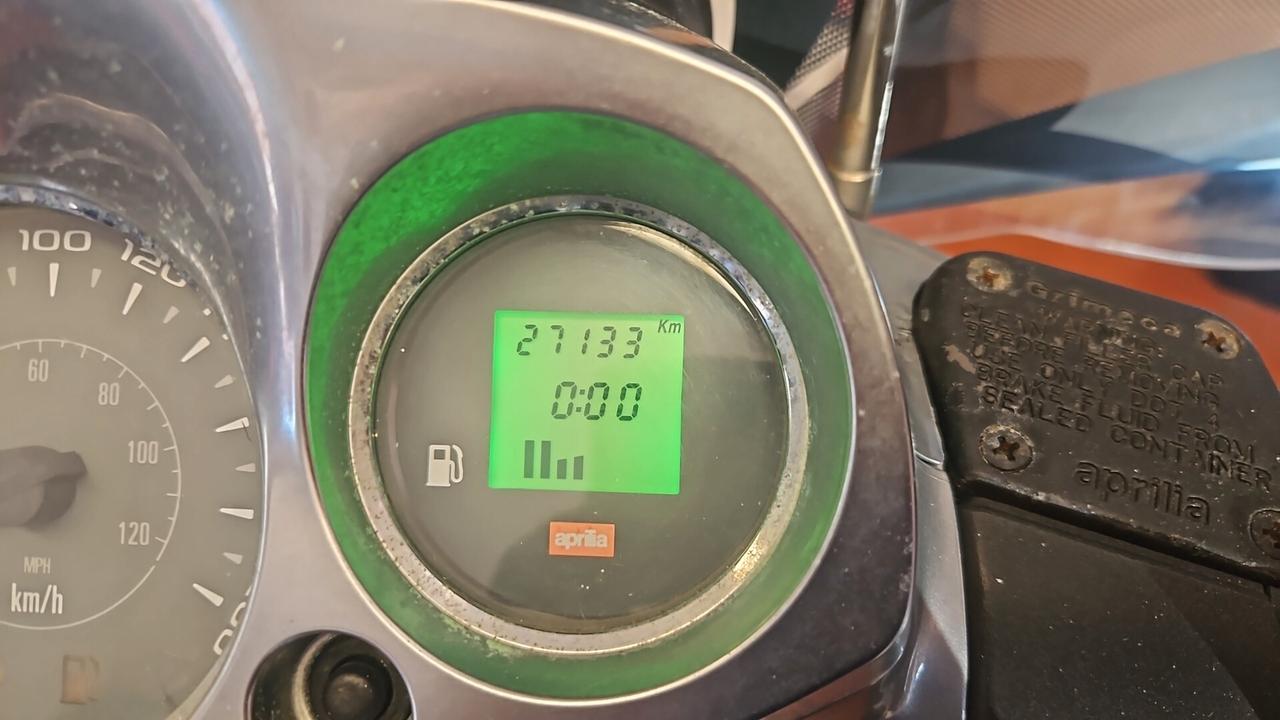 100
120
60
80
100
120
MPH
km/h
27133 Km
0:00
aprilia
Grimeca
WARNING:
CLEAN FILLER CAP
BEFORE REMOVING
USE ONLY DOT 4
BRAKE FLUID FROM
SEALED CONTAINER
aprilia